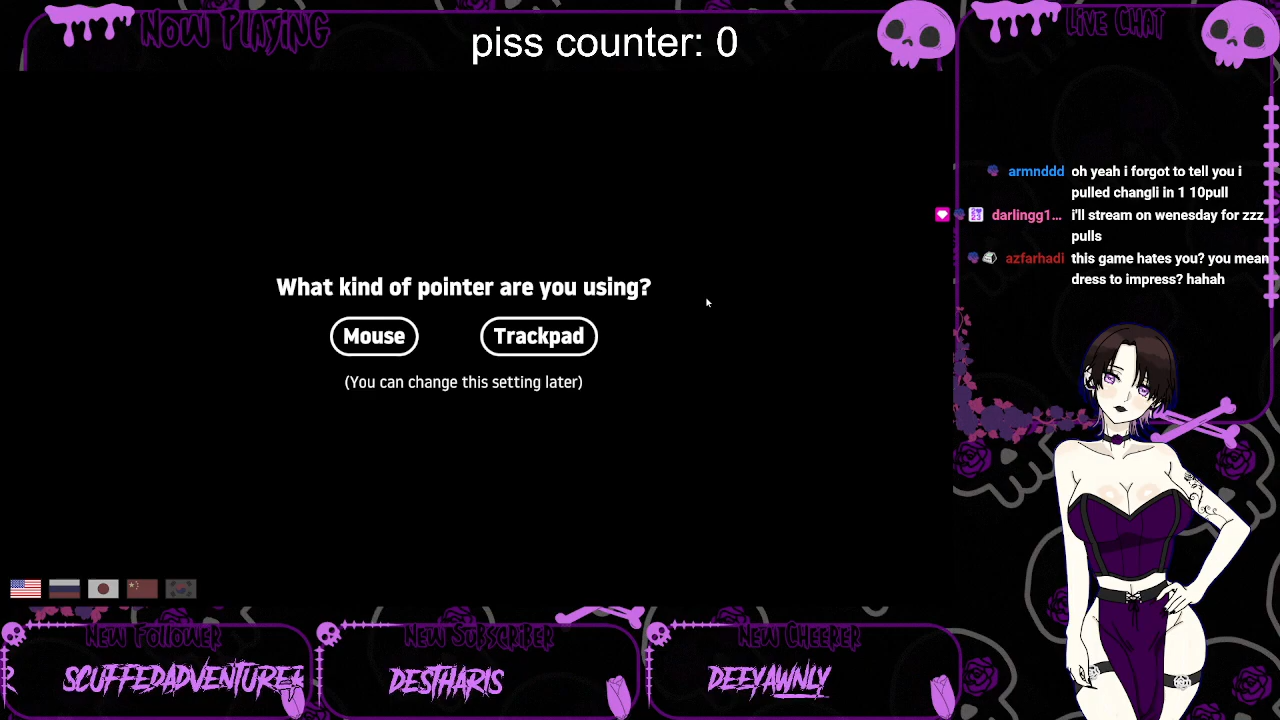 Now Playing
piss counter: 0
Live Chat
armnddd oh yeah i forgot to tell you i
pulled changli in 1 10pull
darlingg1... i'll stream on wenesday for zzz
pulls
azfarhadi this game hates you? you mean
dress to impress? hahah
What kind of pointer are you using?
Mouse
Trackpad
(You can change this setting later)
New Follower
New Subscriber
New Cheerer
DESTHARIS
DEEYAWNLY